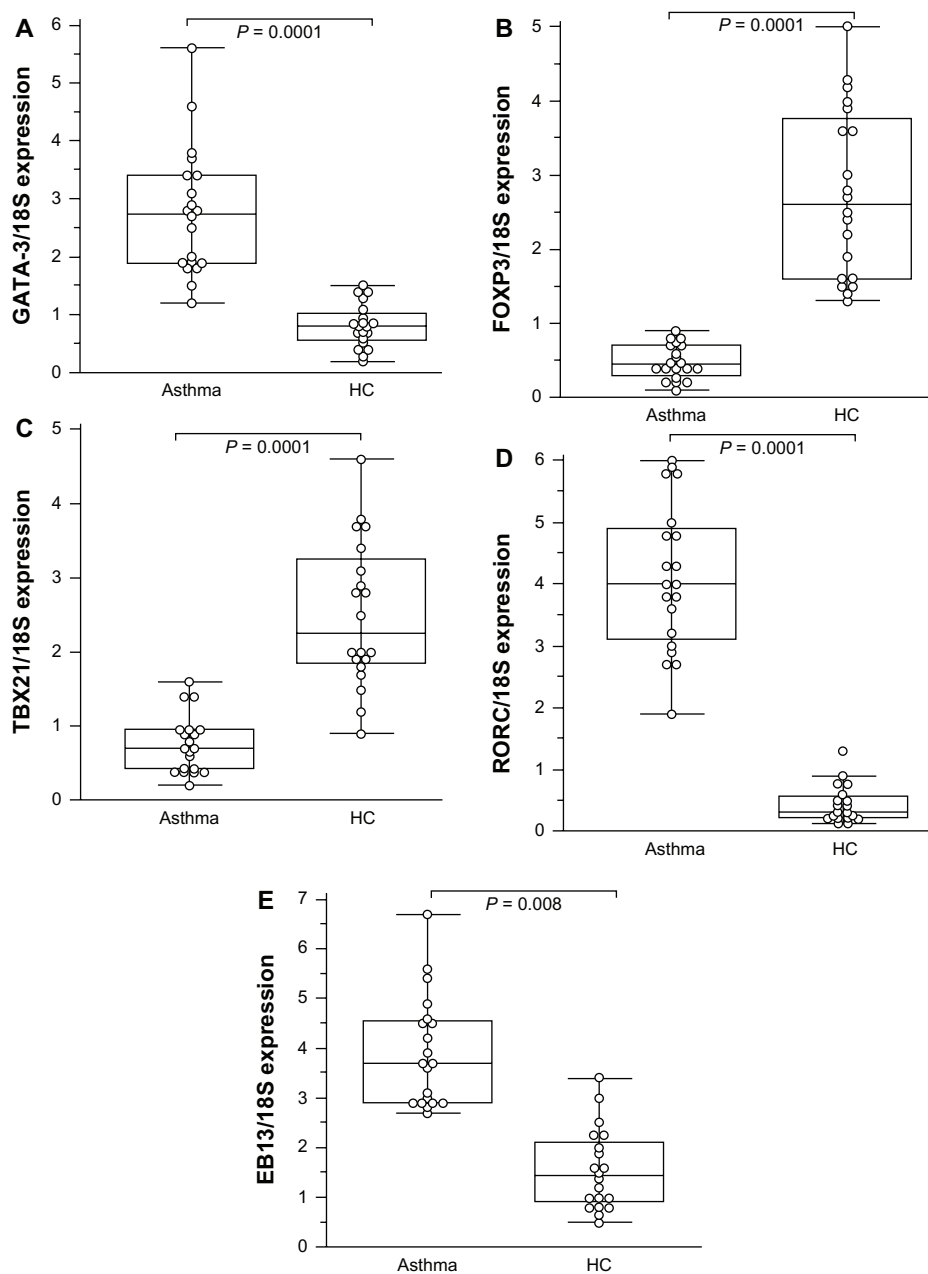 A
P = 0.0001
GATA-3/18S expression
6
5
4
3
2
1
0
Asthma
HC
B
P = 0.0001
FOXP3/18S expression
5
4
3
2
1
0
Asthma
HC
C
P = 0.0001
TBX21/18S expression
5
4
3
2
1
0
Asthma
HC
D
P = 0.0001
RORC/18S expression
6
5
4
3
2
1
0
Asthma
HC
E
P = 0.008
EB13/18S expression
7
6
5
4
3
2
1
0
Asthma
HC